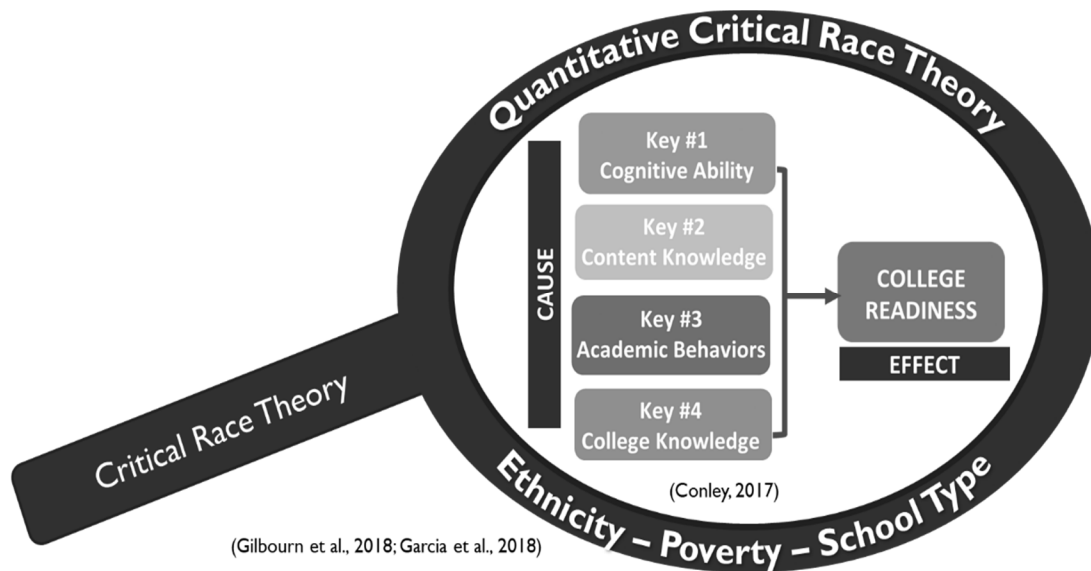 Quantitative Critical Race Theory
CAUSE
Key #1
Cognitive Ability
Key #2
Content Knowledge
Key #3
Academic Behaviors
Key #4
College Knowledge
COLLEGE
READINESS
EFFECT
(Conley, 2017)
Ethnicity – Poverty – School Type
Critical Race Theory
(Gilbourn et al., 2018; Garcia et al., 2018)